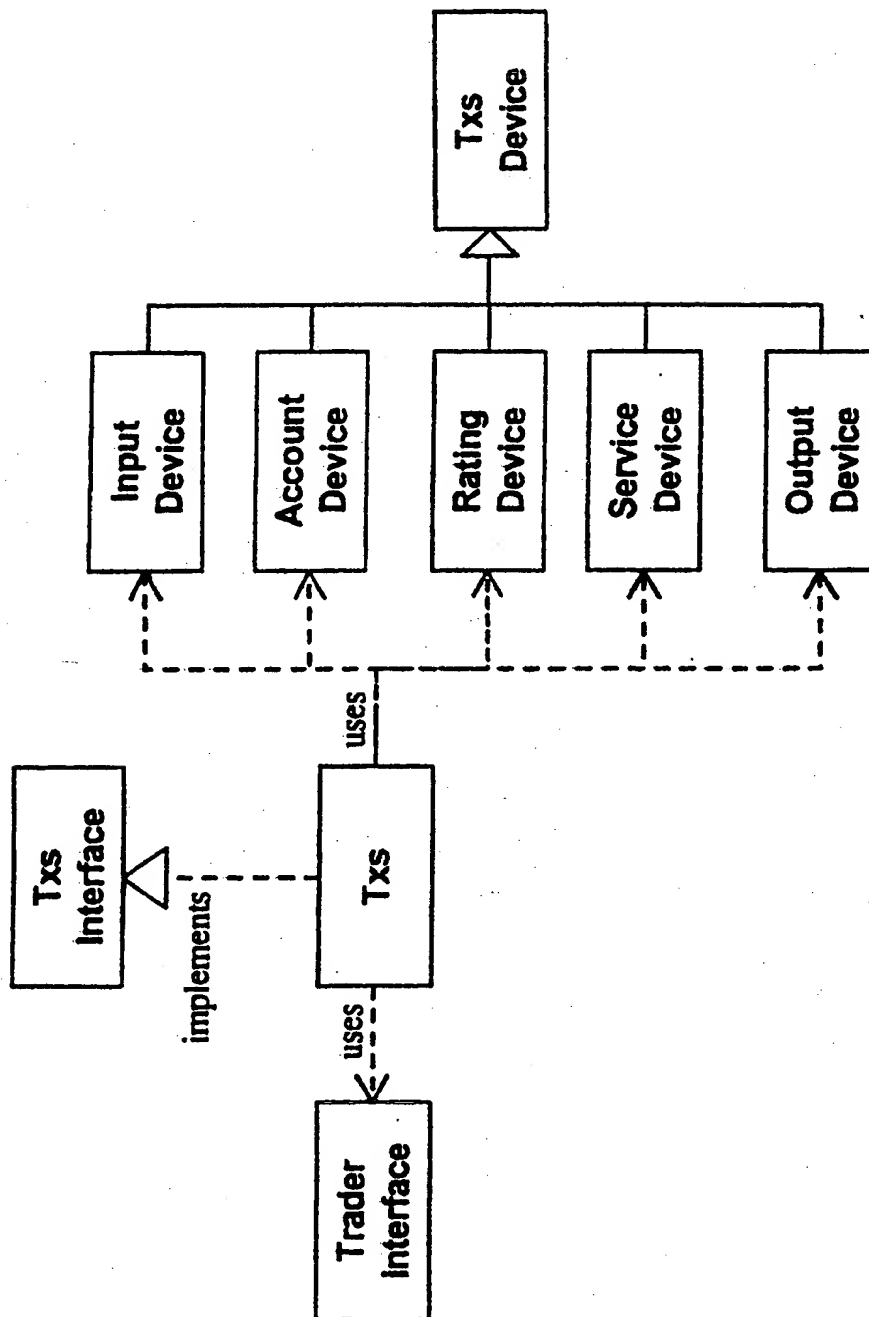 Txs
Interface
implements
Trader
Interface
uses
Txs
uses
Input
Device
Account
Device
Rating
Device
Service
Device
Output
Device
Txs
Device